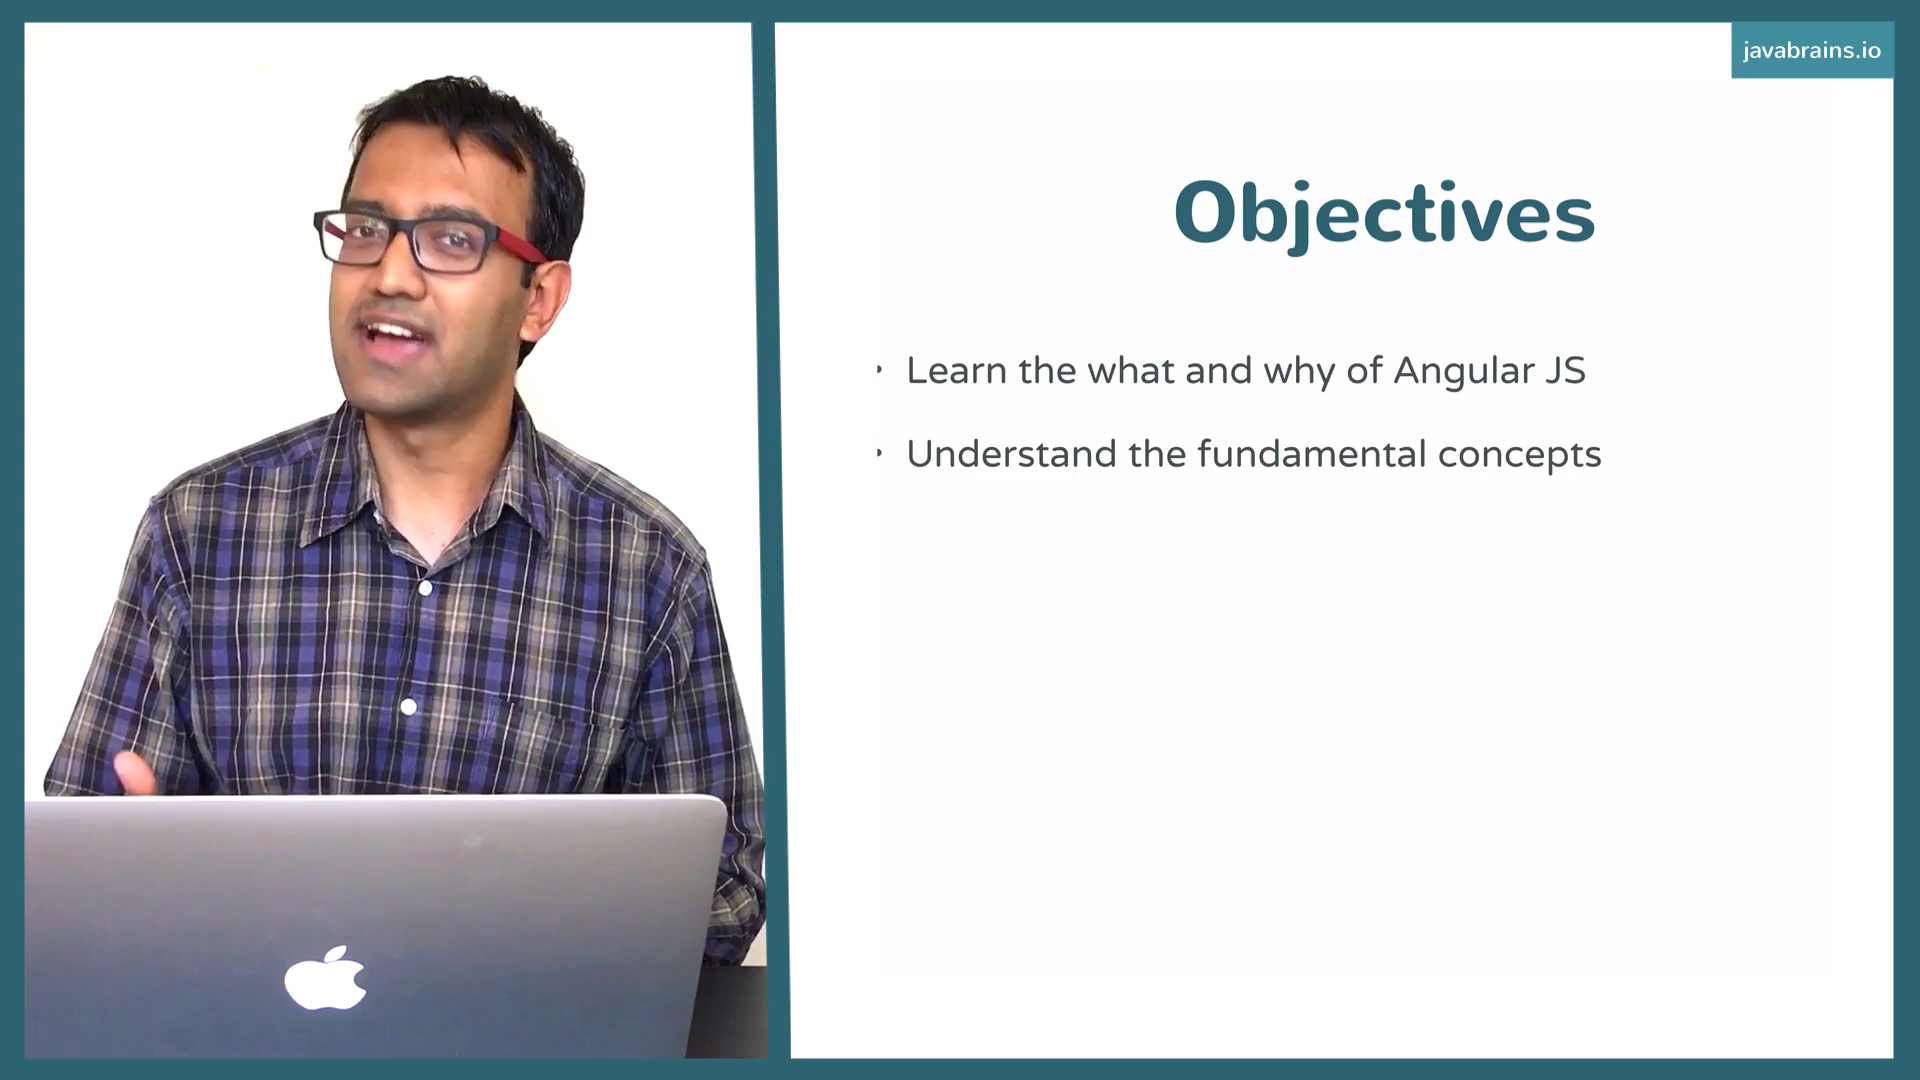 javabrains.io
Objectives
· Learn the what and why of Angular JS
· Understand the fundamental concepts